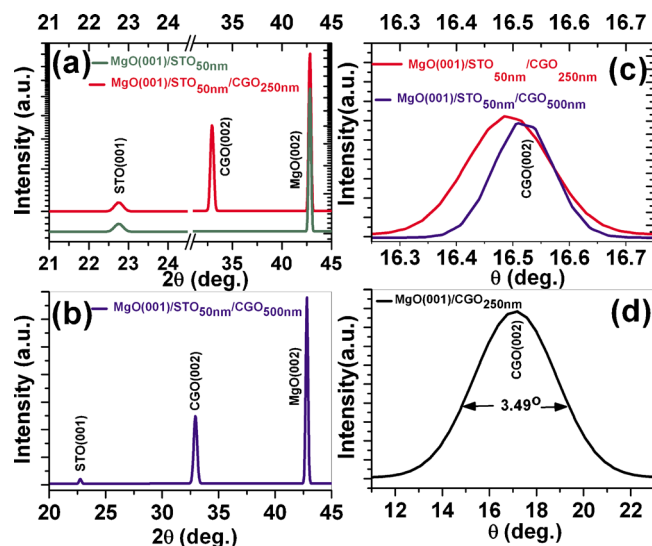 21 22 23 24 35 40 45
(a)
MgO(001)/STO50nm
MgO(001)/STO50nm/CGO250nm
STO(001)
CGO(002)
MgO(002)
Intensity (a.u.)
21 22 23 24 35 40 45
2θ (deg.)
16.3 16.4 16.5 16.6 16.7
MgO(001)/STO50nm/CGO250nm
(c)
MgO(001)/STO50nm/CGO500nm
CGO(002)
Intensity(a.u.)
16.3 16.4 16.5 16.6 16.7
θ (deg.)
(b)
MgO(001)/STO50nm/CGO500nm
STO(001)
CGO(002)
MgO(002)
Intensity (a.u.)
20 25 30 35 40 45
2θ (deg.)
MgO(001)/CGO250nm
(d)
CGO(002)
3.49O
Intensity(a.u.)
12 14 16 18 20 22
θ (deg.)